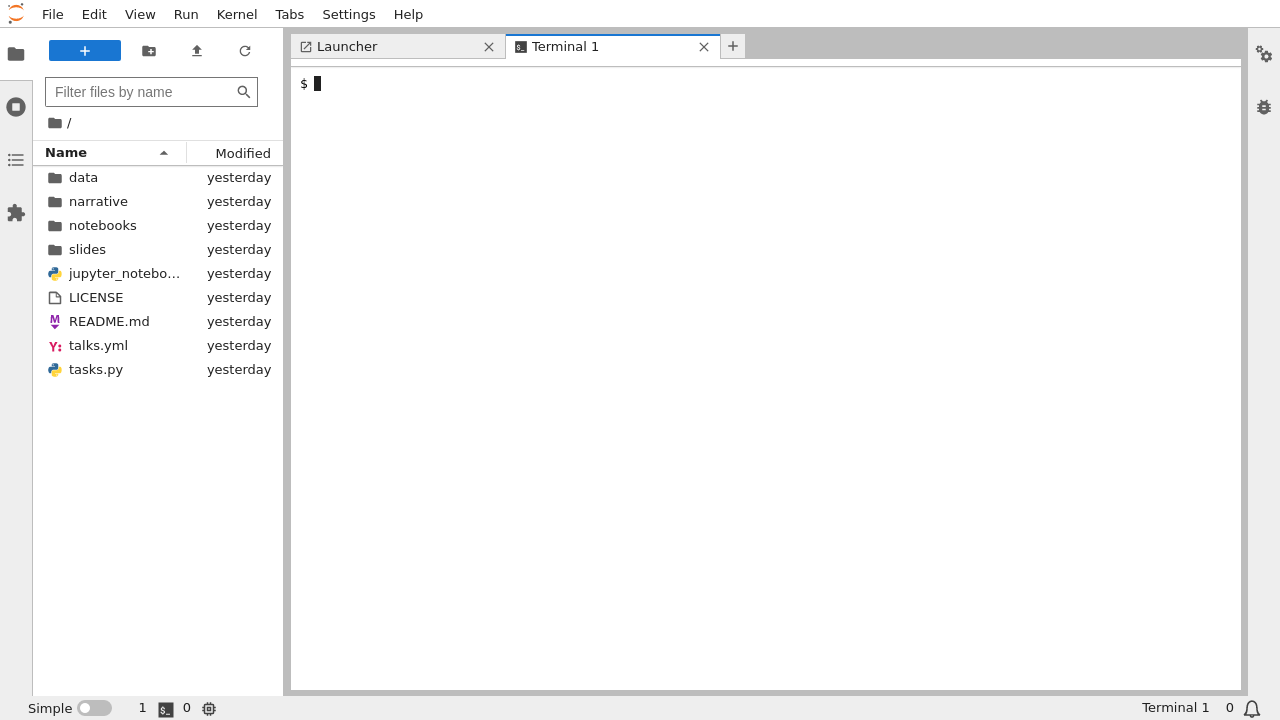 File Edit View Run Kernel Tabs Settings Help
Launcher
Terminal 1
Filter files by name
/
Name Modified
data yesterday
narrative yesterday
notebooks yesterday
slides yesterday
jupyter_notebo… yesterday
LICENSE yesterday
README.md yesterday
talks.yml yesterday
tasks.py yesterday
$
Simple 1 0 Terminal 1 0